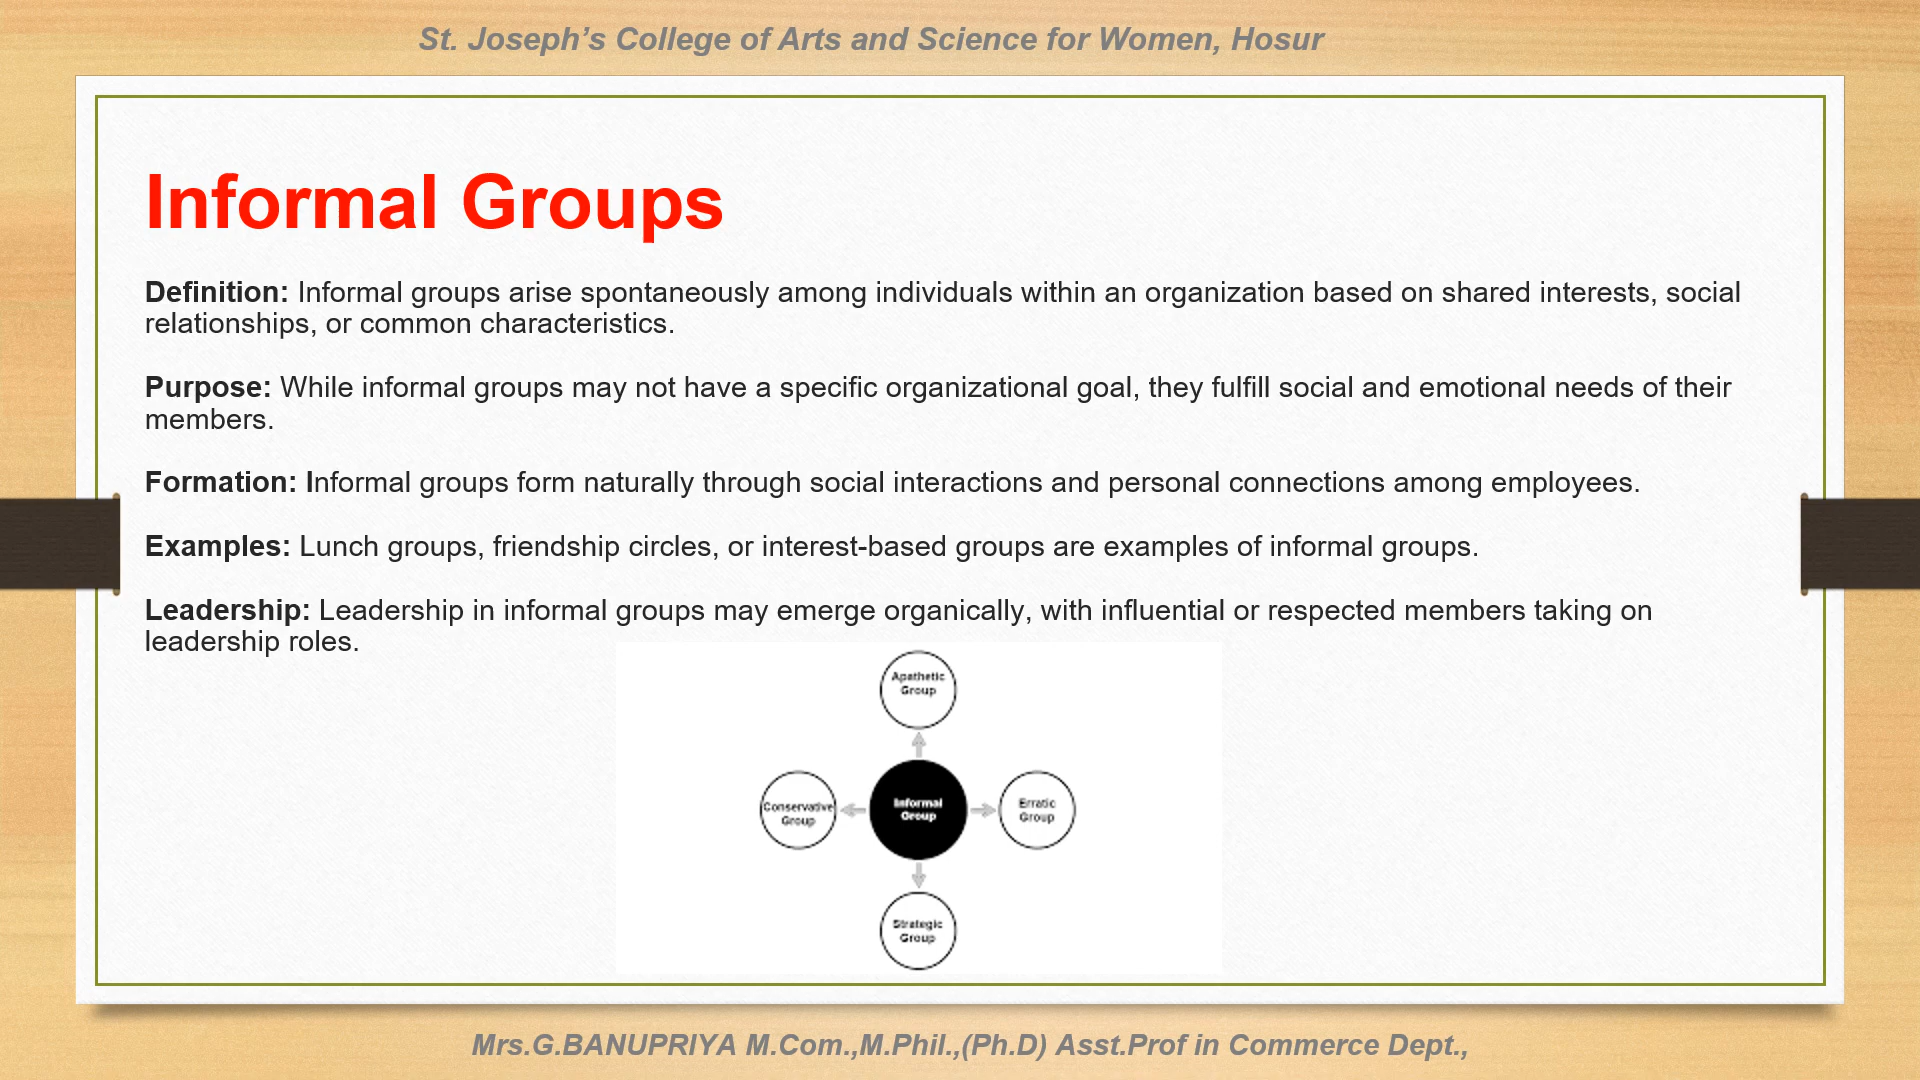 St. Joseph’s College of Arts and Science for Women, Hosur
Informal Groups
Definition: Informal groups arise spontaneously among individuals within an organization based on shared interests, social
relationships, or common characteristics.
Purpose: While informal groups may not have a specific organizational goal, they fulfill social and emotional needs of their
members.
Formation: Informal groups form naturally through social interactions and personal connections among employees.
Examples: Lunch groups, friendship circles, or interest-based groups are examples of informal groups.
Leadership: Leadership in informal groups may emerge organically, with influential or respected members taking on
leadership roles.
Apathetic
Group
Conservative
Group
Informal
Group
Erratic
Group
Strategic
Group
Mrs.G.BANUPRIYA M.Com.,M.Phil.,(Ph.D) Asst.Prof in Commerce Dept.,